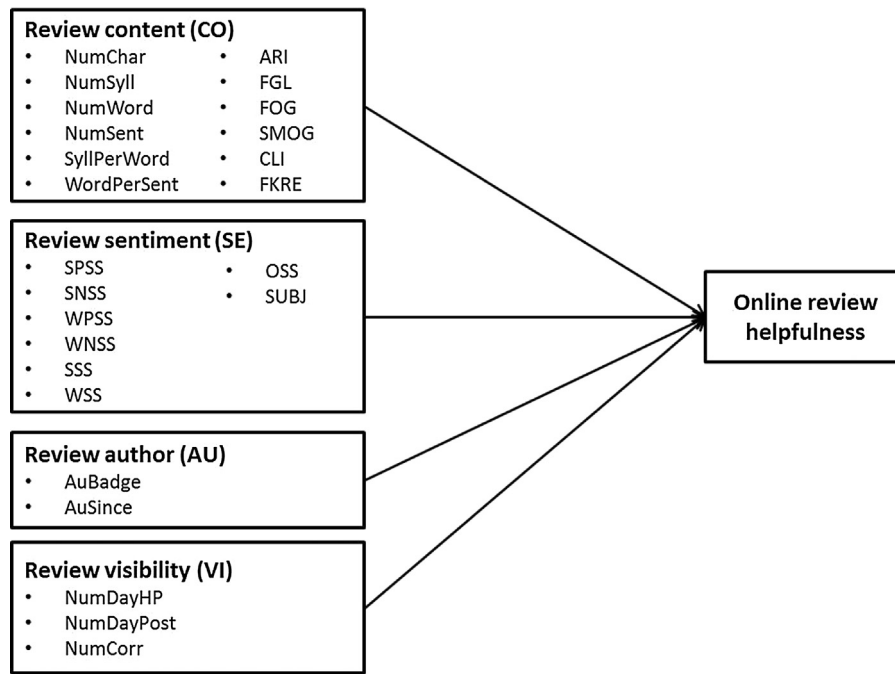 Review content (CO)
• NumChar
• NumSyll
• NumWord
• NumSent
• SyllPerWord
• WordPerSent
• ARI
• FGL
• FOG
• SMOG
• CLI
• FKRE
Review sentiment (SE)
• SPSS
• SNSS
• WPSS
• WNSS
• SSS
• WSS
• OSS
• SUBJ
Review author (AU)
• AuBadge
• AuSince
Review visibility (VI)
• NumDayHP
• NumDayPost
• NumCorr
Online review
helpfulness